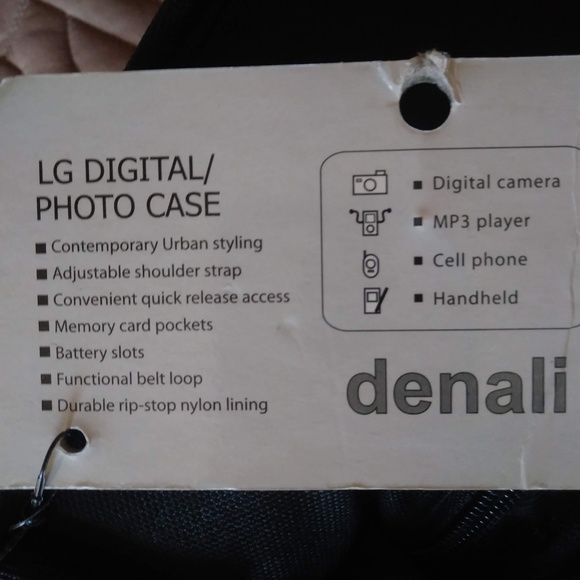 LG DIGITAL/
PHOTO CASE
Contemporary Urban styling
Adjustable shoulder strap
Convenient quick release access
Memory card pockets
Battery slots
Functional belt loop
Durable rip-stop nylon lining
Digital camera
MP3 player
Cell phone
Handheld
denali